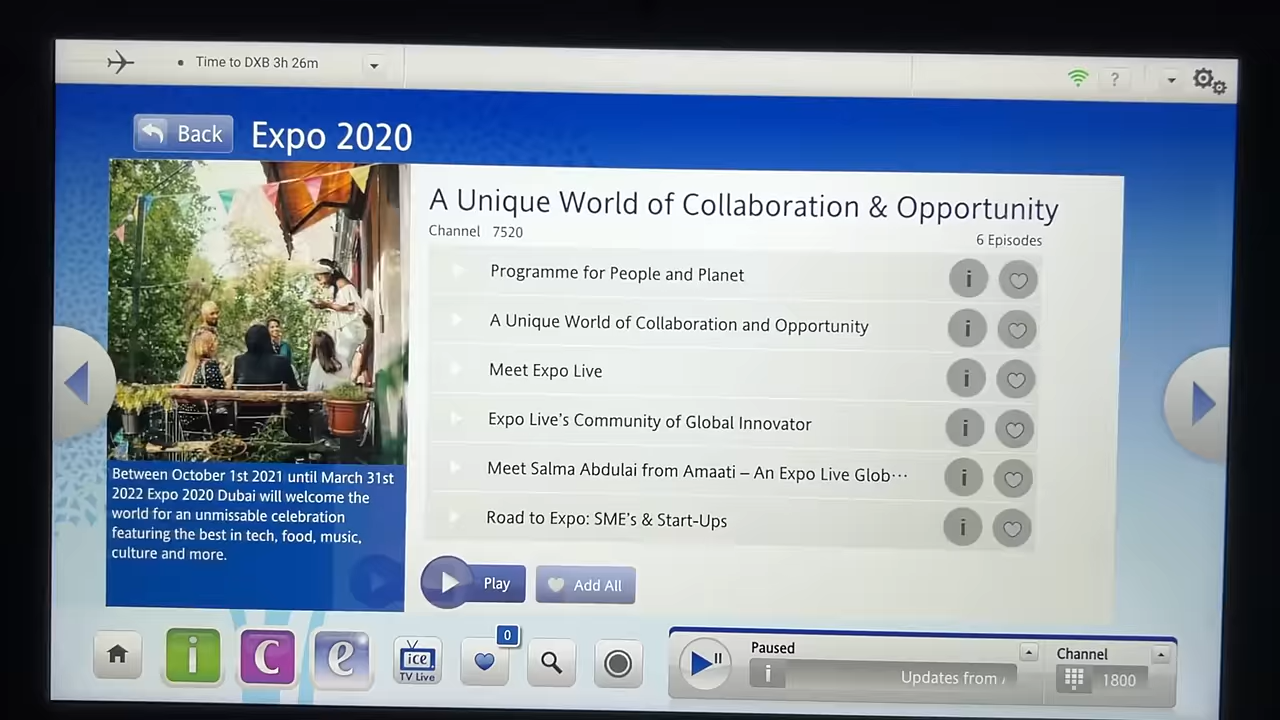 Time to DXB 3h 26m
?
Back
Expo 2020
A Unique World of Collaboration & Opportunity
Channel 7520
6 Episodes
Programme for People and Planet
i
A Unique World of Collaboration and Opportunity
i
Meet Expo Live
i
Expo Live's Community of Global Innovator
i
Meet Salma Abdulai from Amaati – An Expo Live Glob···
i
Road to Expo: SME's & Start-Ups
i
Between October 1st 2021 until March 31st
2022 Expo 2020 Dubai will welcome the
world for an unmissable celebration
featuring the best in tech, food, music,
culture and more.
Play
Add All
i
C
e
ice
TV Live
0
Paused
i
Updates from
Channel
1800